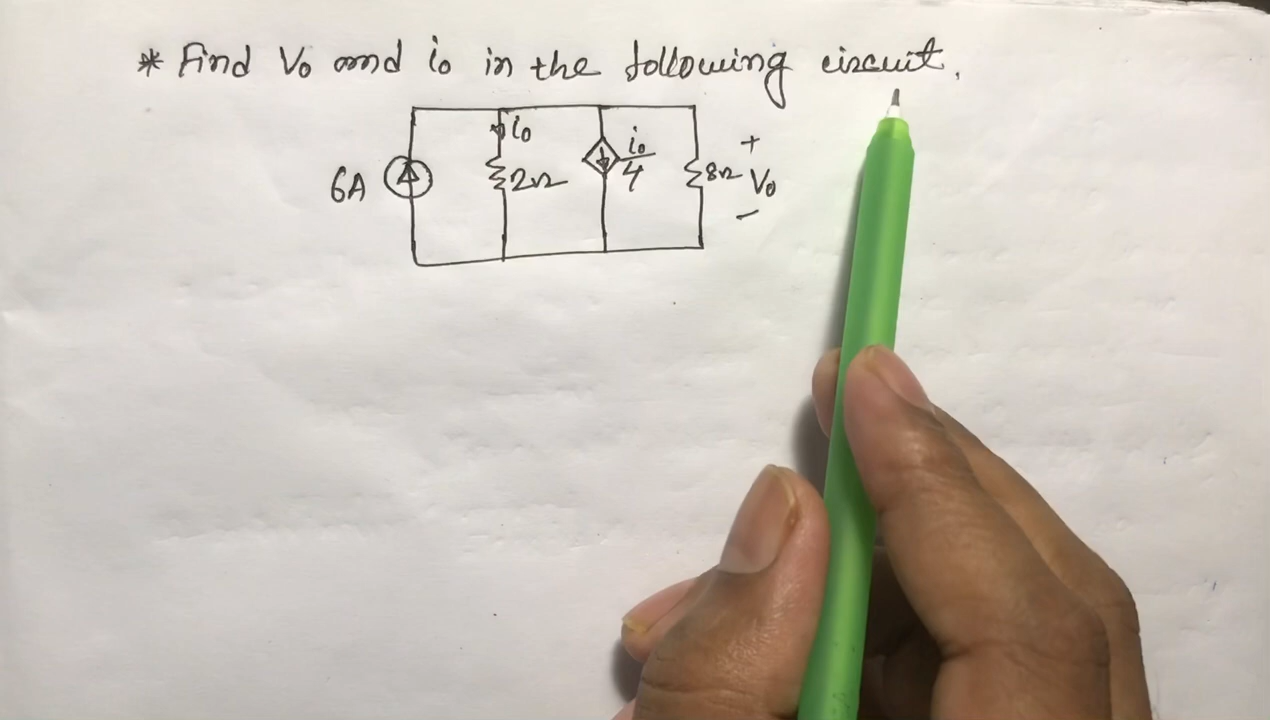 * Find V₀ and i₀ in the following circuit.
6A
i₀
2Ω
i₀/4
8Ω
+
V₀
−